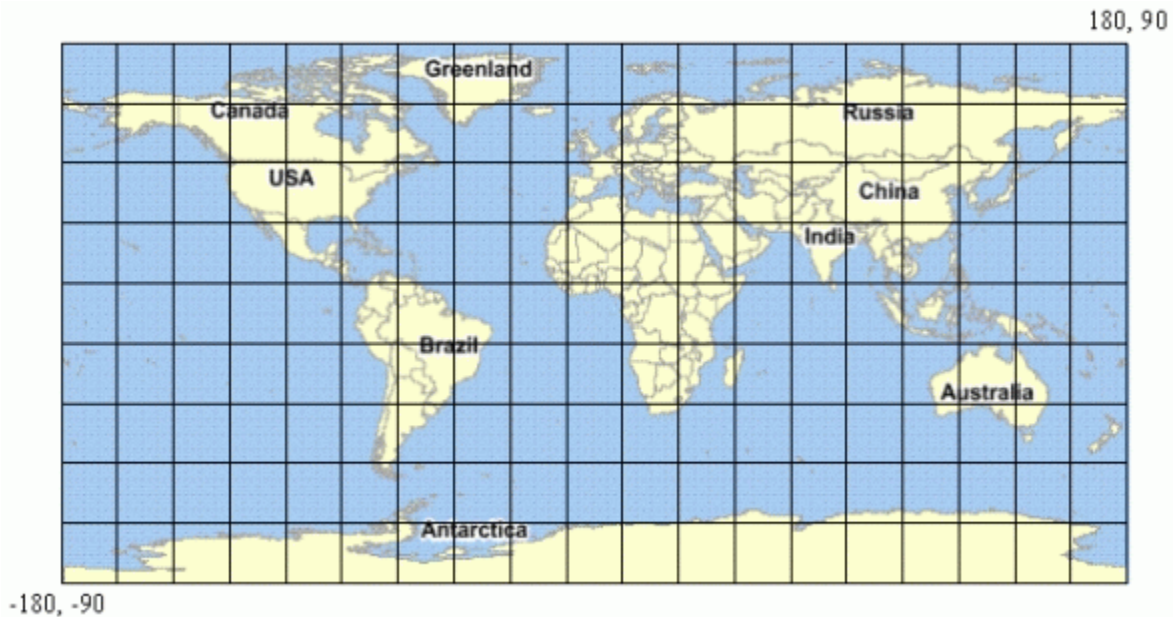 180, 90
Greenland
Canada
Russia
USA
China
India
Brazil
Australia
Antarctica
-180, -90